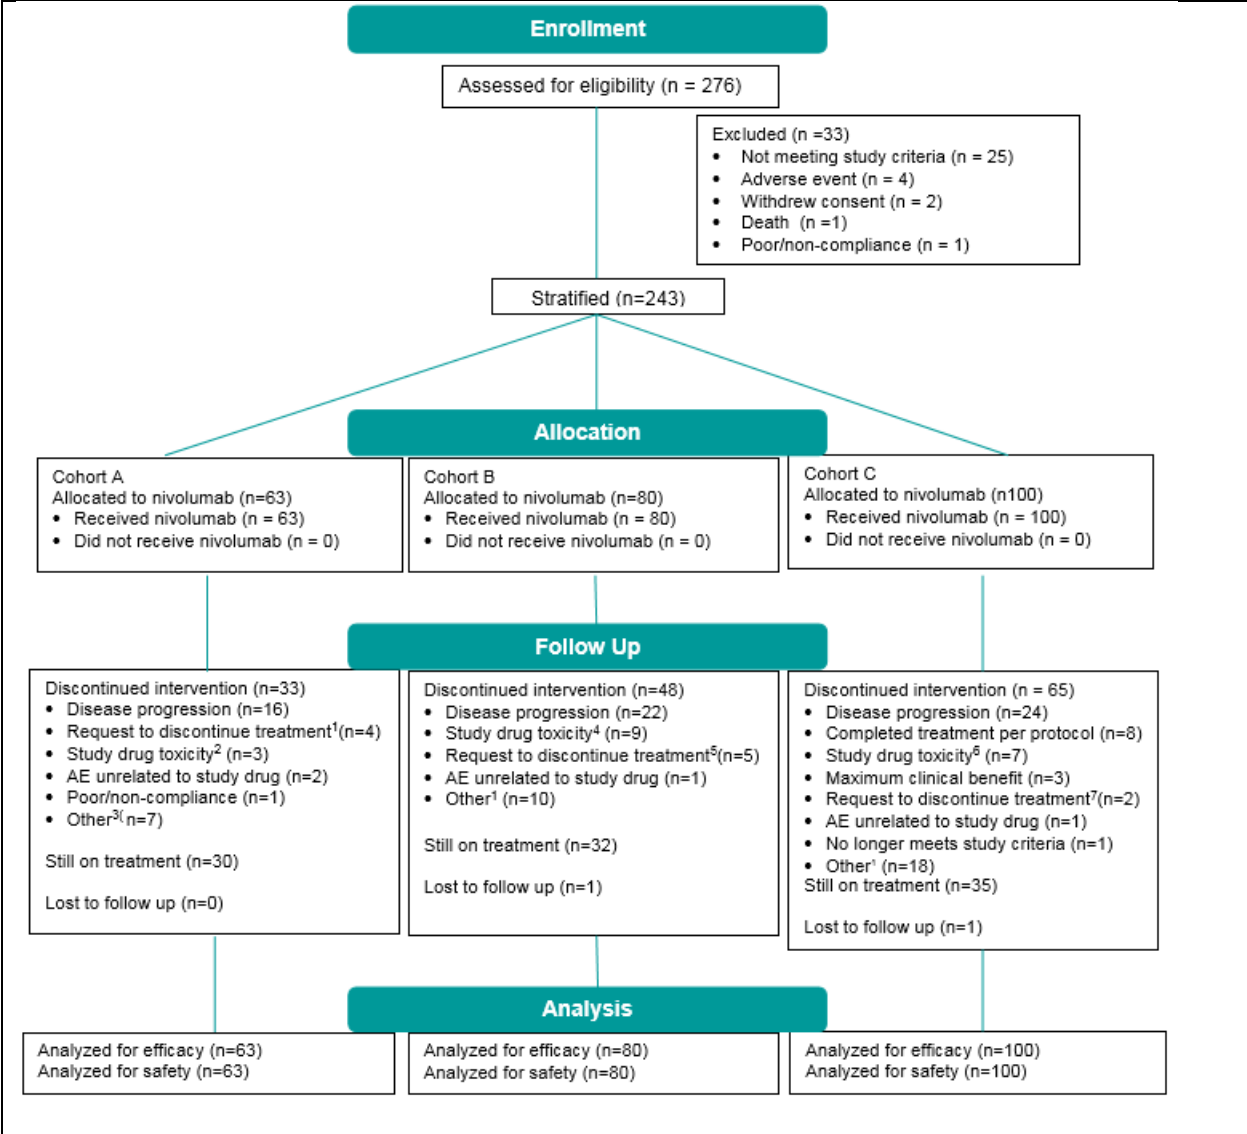 Enrollment
Assessed for eligibility (n = 276)
Excluded (n =33)
• Not meeting study criteria (n = 25)
• Adverse event (n = 4)
• Withdrew consent (n = 2)
• Death (n =1)
• Poor/non-compliance (n = 1)
Stratified (n=243)
Allocation
Cohort A
Allocated to nivolumab (n=63)
• Received nivolumab (n = 63)
• Did not receive nivolumab (n = 0)
Cohort B
Allocated to nivolumab (n=80)
• Received nivolumab (n = 80)
• Did not receive nivolumab (n = 0)
Cohort C
Allocated to nivolumab (n100)
• Received nivolumab (n = 100)
• Did not receive nivolumab (n = 0)
Follow Up
Discontinued intervention (n=33)
• Disease progression (n=16)
• Request to discontinue treatment¹(n=4)
• Study drug toxicity² (n=3)
• AE unrelated to study drug (n=2)
• Poor/non-compliance (n=1)
• Other³⁽n=7)
Still on treatment (n=30)
Lost to follow up (n=0)
Discontinued intervention (n=48)
• Disease progression (n=22)
• Study drug toxicity⁴ (n=9)
• Request to discontinue treatment⁵(n=5)
• AE unrelated to study drug (n=1)
• Other¹ (n=10)
Still on treatment (n=32)
Lost to follow up (n=1)
Discontinued intervention (n = 65)
• Disease progression (n=24)
• Completed treatment per protocol (n=8)
• Study drug toxicity⁶ (n=7)
• Maximum clinical benefit (n=3)
• Request to discontinue treatment⁷(n=2)
• AE unrelated to study drug (n=1)
• No longer meets study criteria (n=1)
• Other¹ (n=18)
Still on treatment (n=35)
Lost to follow up (n=1)
Analysis
Analyzed for efficacy (n=63)
Analyzed for safety (n=63)
Analyzed for efficacy (n=80)
Analyzed for safety (n=80)
Analyzed for efficacy (n=100)
Analyzed for safety (n=100)